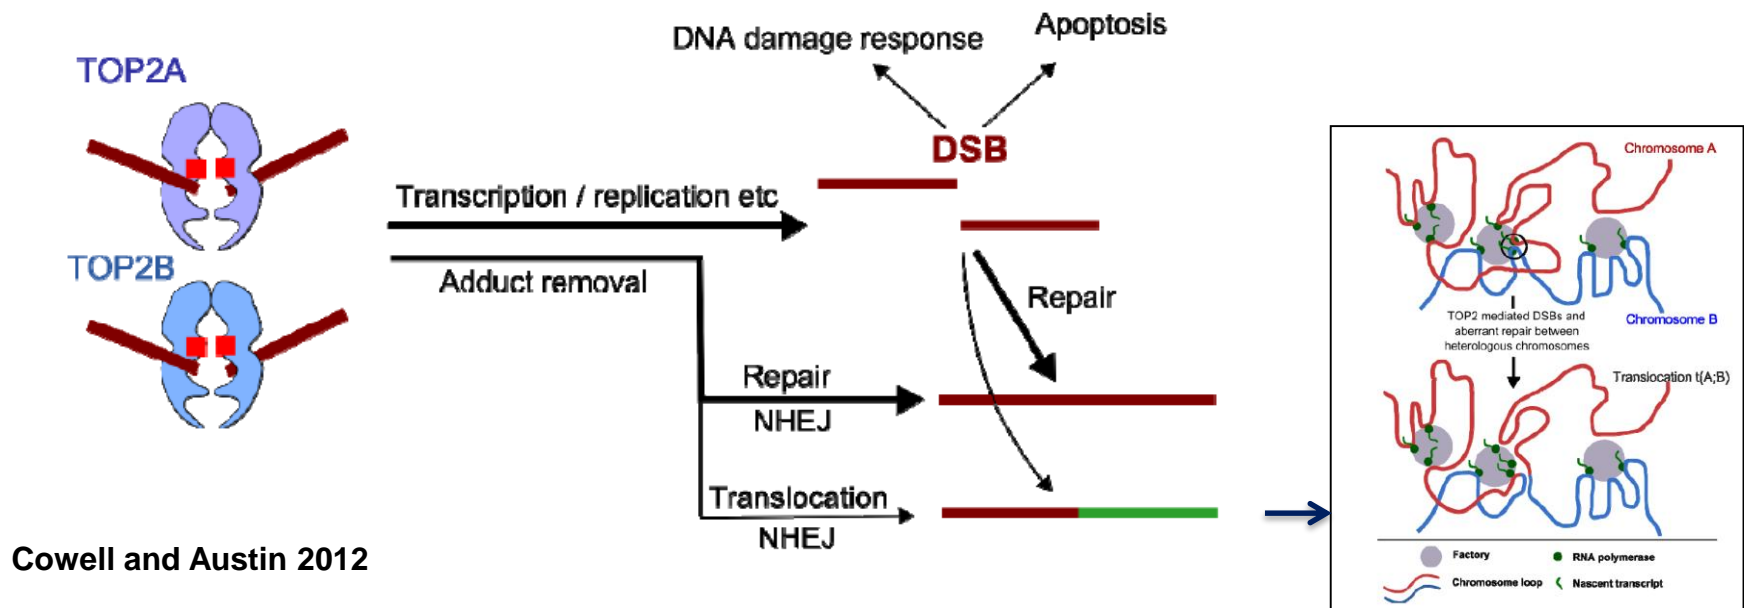 TOP2A
TOP2B
DNA damage response
Apoptosis
DSB
Transcription / replication etc
Adduct removal
Repair
Repair
NHEJ
Translocation
NHEJ
Cowell and Austin 2012
Chromosome A
Chromosome B
TOP2 mediated DSBs and
aberrant repair between
heterologous chromosomes
Translocation t(A;B)
Factory
RNA polymerase
Chromosome loop
Nascent transcript